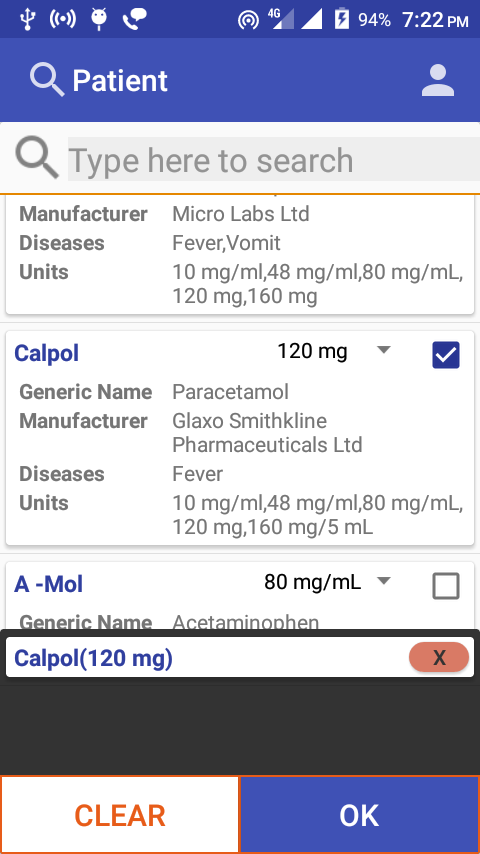 4G 94% 7:22 PM
Patient
Type here to search
Manufacturer Micro Labs Ltd
Diseases Fever,Vomit
Units 10 mg/ml,48 mg/ml,80 mg/mL,
120 mg,160 mg
Calpol 120 mg
Generic Name Paracetamol
Manufacturer Glaxo Smithkline
Pharmaceuticals Ltd
Diseases Fever
Units 10 mg/ml,48 mg/ml,80 mg/mL,
120 mg,160 mg/5 mL
A -Mol 80 mg/mL
Generic Name Acetaminophen
Calpol(120 mg) X
CLEAR OK